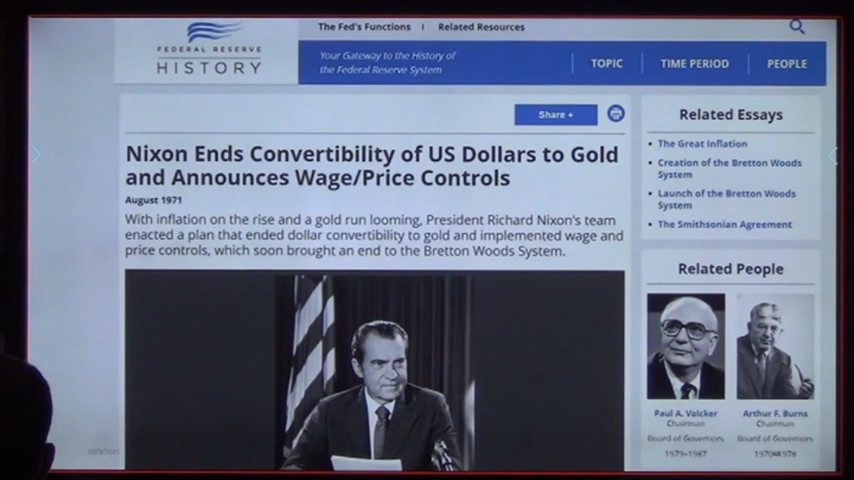 The Fed's Functions | Related Resources
FEDERAL RESERVE
HISTORY
Your Gateway to the History of
the Federal Reserve System
TOPIC | TIME PERIOD | PEOPLE
Share +
Nixon Ends Convertibility of US Dollars to Gold
and Announces Wage/Price Controls
August 1971
With inflation on the rise and a gold run looming, President Richard Nixon's team
enacted a plan that ended dollar convertibility to gold and implemented wage and
price controls, which soon brought an end to the Bretton Woods System.
Related Essays
The Great Inflation
Creation of the Bretton Woods
System
Launch of the Bretton Woods
System
The Smithsonian Agreement
Related People
Paul A. Volcker
Chairman
Board of Governors
1979–1987
Arthur F. Burns
Chairman
Board of Governors